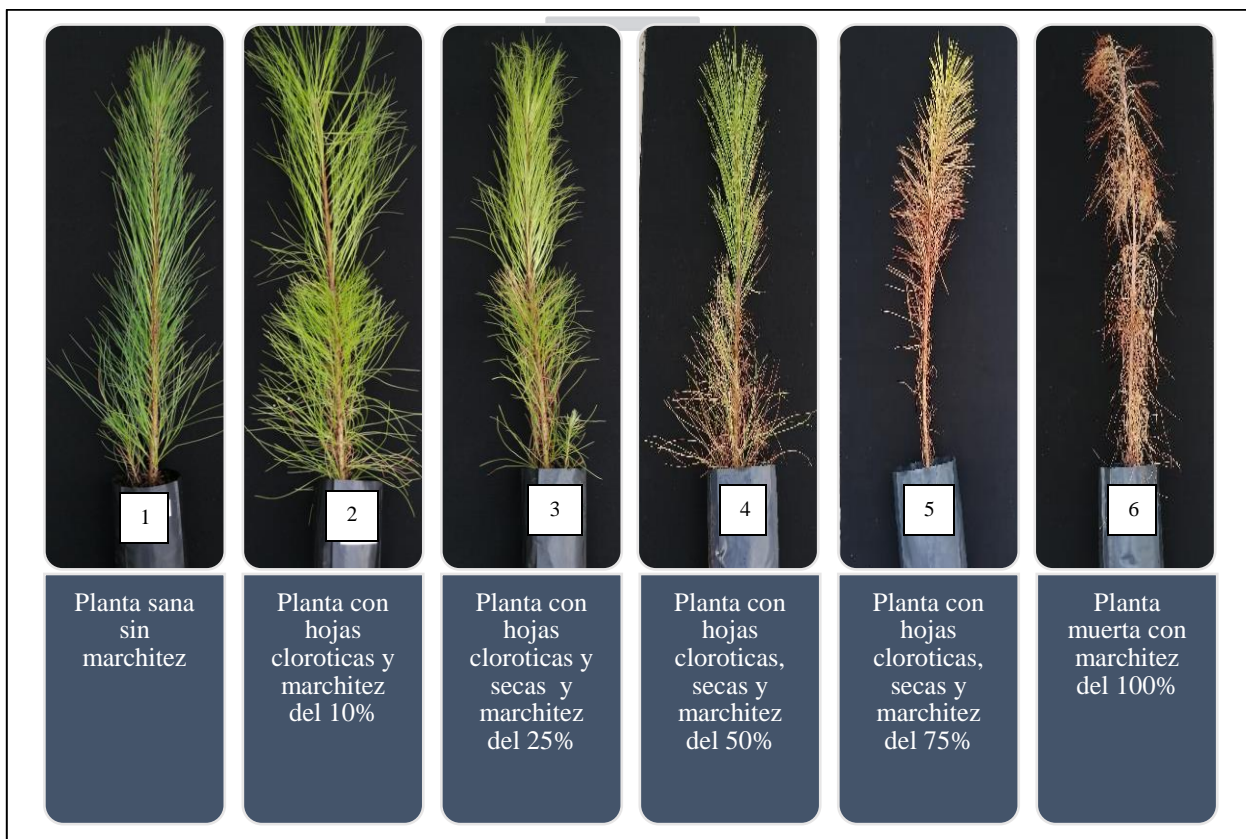 1
2
3
4
5
6
Planta sana
sin
marchitez
Planta con
hojas
cloroticas y
marchitez
del 10%
Planta con
hojas
cloroticas y
secas y
marchitez
del 25%
Planta con
hojas
cloroticas,
secas y
marchitez
del 50%
Planta con
hojas
cloroticas,
secas y
marchitez
del 75%
Planta
muerta con
marchitez
del 100%